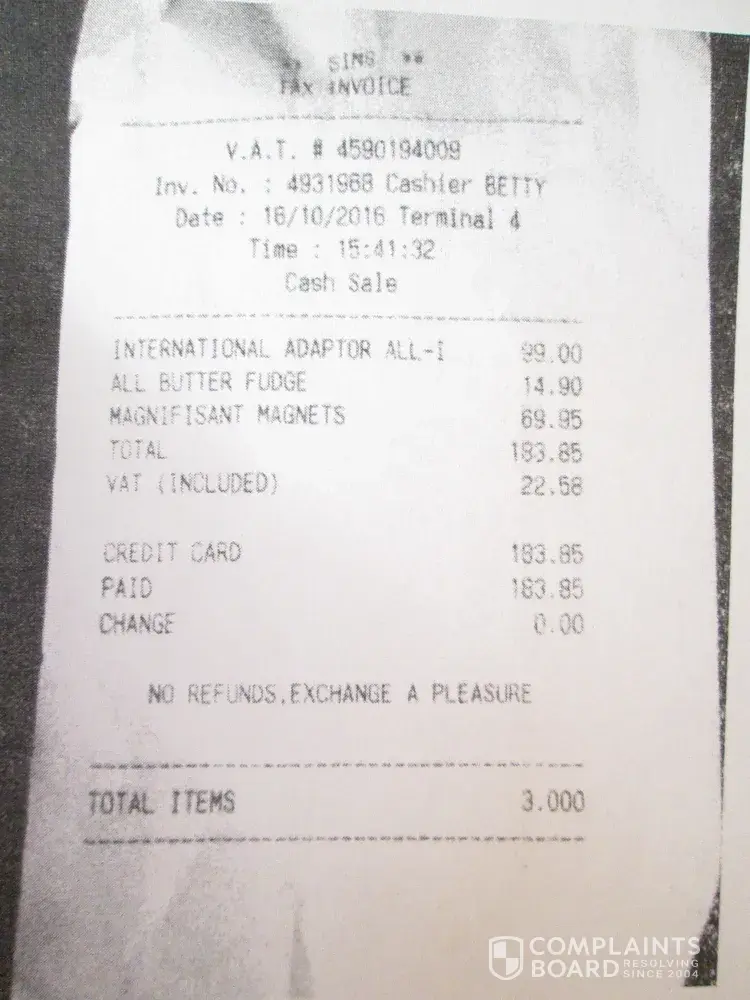 ** SIMS **
TAX INVOICE
V.A.T. # 4590194009
Inv. No. : 4931968 Cashier BETTY
Date : 16/10/2016 Terminal 4
Time : 15:41:32
Cash Sale
INTERNATIONAL ADAPTOR ALL-I 99.00
ALL BUTTER FUDGE 14.90
MAGNIFISANT MAGNETS 69.95
TOTAL 183.85
VAT (INCLUDED) 22.58
CREDIT CARD 183.85
PAID 183.85
CHANGE 0.00
NO REFUNDS.EXCHANGE A PLEASURE
TOTAL ITEMS 3.000
COMPLAINTS
BOARD RESOLVING
SINCE 2004